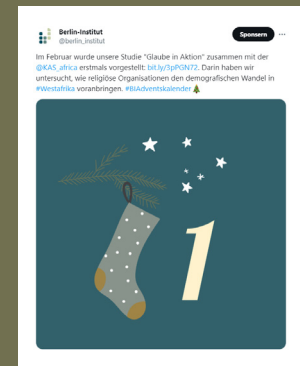 Berlin-Institut
@berlin_institut
Sponsern
Im Februar wurde unsere Studie "Glaube in Aktion" zusammen mit der
@KAS_africa erstmals vorgestellt: bit.ly/3pPGN72. Darin haben wir
untersucht, wie religiöse Organisationen den demografischen Wandel in
#Westafrika voranbringen. #BIAdventskalender
1